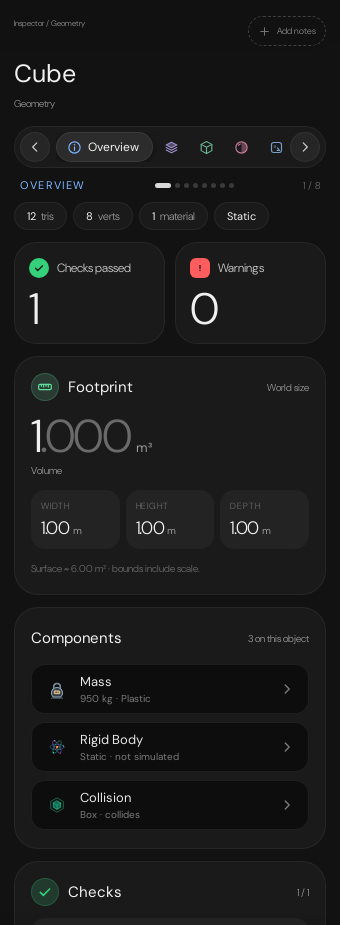 Inspector / Geometry
Add notes
Cube
Geometry
Overview
OVERVIEW
1 / 8
12 tris
8 verts
1 material
Static
Checks passed
1
Warnings
0
Footprint
World size
1.000 m³
Volume
WIDTH
1.00 m
HEIGHT
1.00 m
DEPTH
1.00 m
Surface ≈ 6.00 m² · bounds include scale.
Components
3 on this object
Mass
950 kg · Plastic
Rigid Body
Static · not simulated
Collision
Box · collides
Checks
1 / 1